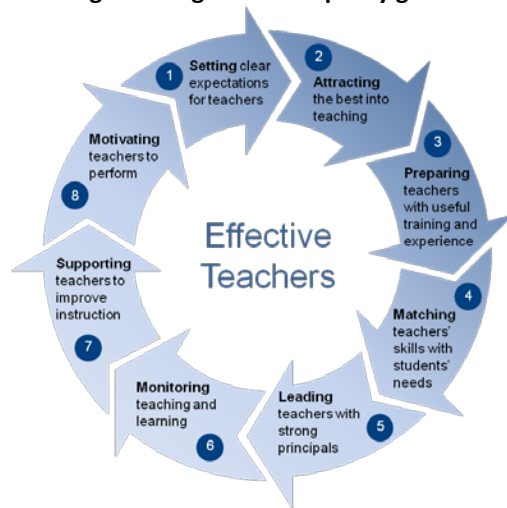 1
Setting clear
expectations
for teachers
2
Attracting
the best into
teaching
3
Preparing
teachers
with useful
training and
experience
4
Matching
teachers'
skills with
students'
needs
Leading
teachers with
strong
principals
5
Monitoring
teaching and
learning
6
Supporting
teachers to
improve
instruction
7
Motivating
teachers to
perform
8
Effective
Teachers